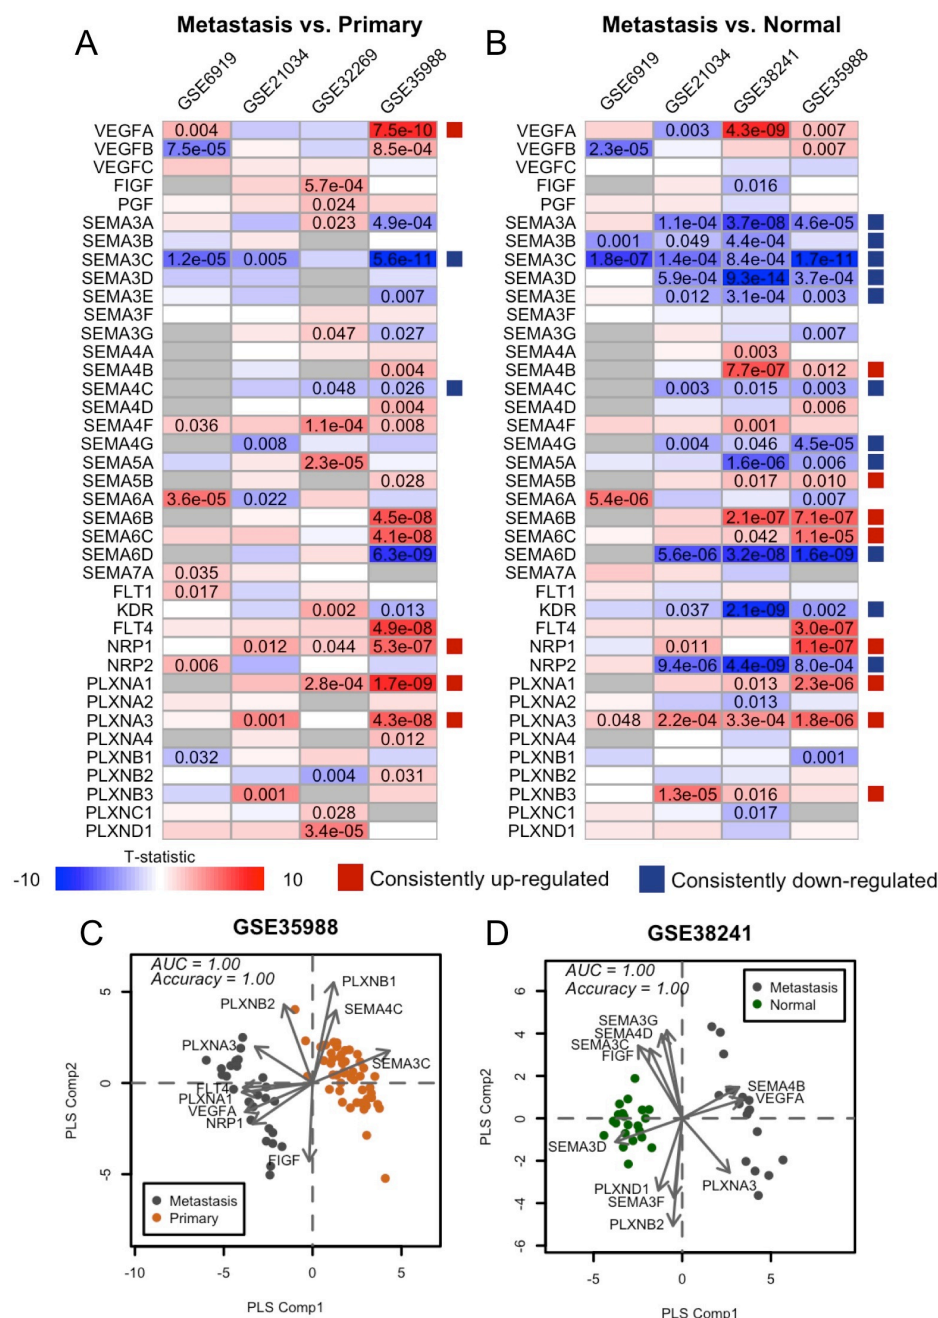 A
Metastasis vs. Primary
B
Metastasis vs. Normal
GSE6919 GSE21034 GSE32269 GSE35988
GSE6919 GSE21034 GSE38241 GSE35988
VEGFA 0.004 7.5e-10 VEGFA 0.003 4.3e-09 0.007
VEGFB 7.5e-05 8.5e-04 VEGFB 2.3e-05 0.007
VEGFC VEGFC
FIGF 5.7e-04 FIGF 0.016
PGF 0.024 PGF
SEMA3A 0.023 4.9e-04 SEMA3A 1.1e-04 3.7e-08 4.6e-05
SEMA3B SEMA3B 0.001 0.049 4.4e-04
SEMA3C 1.2e-05 0.005 5.6e-11 SEMA3C 1.8e-07 1.4e-04 8.4e-04 1.7e-11
SEMA3D SEMA3D 5.9e-04 9.3e-14 3.7e-04
SEMA3E 0.007 SEMA3E 0.012 3.1e-04 0.003
SEMA3F SEMA3F
SEMA3G 0.047 0.027 SEMA3G 0.007
SEMA4A SEMA4A 0.003
SEMA4B 0.004 SEMA4B 7.7e-07 0.012
SEMA4C 0.048 0.026 SEMA4C 0.003 0.015 0.003
SEMA4D 0.004 SEMA4D 0.006
SEMA4F 0.036 1.1e-04 0.008 SEMA4F 0.001
SEMA4G 0.008 SEMA4G 0.004 0.046 4.5e-05
SEMA5A 2.3e-05 SEMA5A 1.6e-06 0.006
SEMA5B 0.028 SEMA5B 0.017 0.010
SEMA6A 3.6e-05 0.022 SEMA6A 5.4e-06 0.007
SEMA6B 4.5e-08 SEMA6B 2.1e-07 7.1e-07
SEMA6C 4.1e-08 SEMA6C 0.042 1.1e-05
SEMA6D 6.3e-09 SEMA6D 5.6e-06 3.2e-08 1.6e-09
SEMA7A 0.035 SEMA7A
FLT1 0.017 FLT1
KDR 0.002 0.013 KDR 0.037 2.1e-09 0.002
FLT4 4.9e-08 FLT4 3.0e-07
NRP1 0.012 0.044 5.3e-07 NRP1 0.011 1.1e-07
NRP2 0.006 NRP2 9.4e-06 4.4e-09 8.0e-04
PLXNA1 2.8e-04 1.7e-09 PLXNA1 0.013 2.3e-06
PLXNA2 PLXNA2 0.013
PLXNA3 0.001 4.3e-08 PLXNA3 0.048 2.2e-04 3.3e-04 1.8e-06
PLXNA4 0.012 PLXNA4
PLXNB1 0.032 PLXNB1 0.001
PLXNB2 0.004 0.031 PLXNB2
PLXNB3 0.001 PLXNB3 1.3e-05 0.016
PLXNC1 0.028 PLXNC1 0.017
PLXND1 3.4e-05 PLXND1
T-statistic
-10 10 Consistently up-regulated Consistently down-regulated
C
GSE35988
AUC = 1.00
Accuracy = 1.00
PLXNB1
PLXNB2
SEMA4C
PLXNA3
SEMA3C
FLT4
PLXNA1
VEGFA
NRP1
FIGF
Metastasis
Primary
5
0
-5
-10 -5 0 5
PLS Comp2
PLS Comp1
D
GSE38241
AUC = 1.00
Accuracy = 1.00
Metastasis
Normal
SEMA3G
SEMA4D
SEMA3C
FIGF
SEMA4B
VEGFA
SEMA3D
PLXNA3
PLXND1
SEMA3F
PLXNB2
6
4
2
0
-2
-4
-6
-5 0 5
PLS Comp2
PLS Comp1